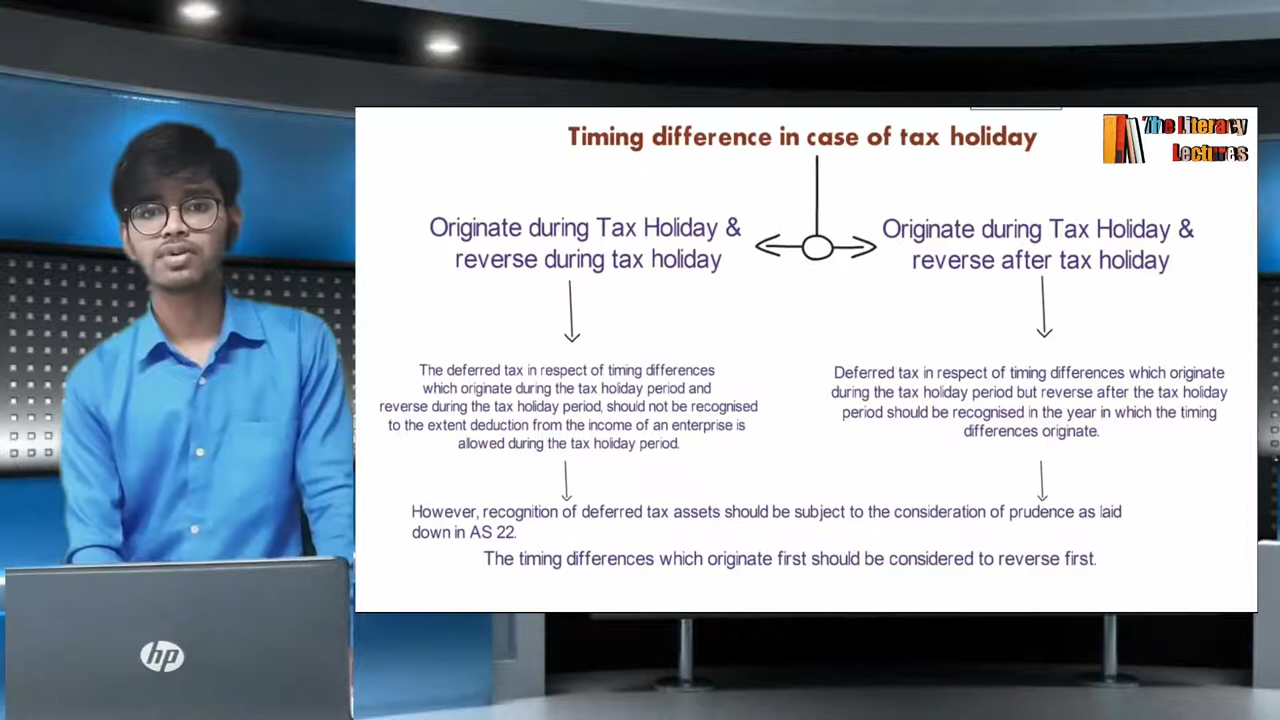 Timing difference in case of tax holiday
The Literacy
Lectures
Originate during Tax Holiday &
reverse during tax holiday
Originate during Tax Holiday &
reverse after tax holiday
The deferred tax in respect of timing differences
which originate during the tax holiday period and
reverse during the tax holiday period, should not be recognised
to the extent deduction from the income of an enterprise is
allowed during the tax holiday period.
Deferred tax in respect of timing differences which originate
during the tax holiday period but reverse after the tax holiday
period should be recognised in the year in which the timing
differences originate.
However, recognition of deferred tax assets should be subject to the consideration of prudence as laid
down in AS 22.
The timing differences which originate first should be considered to reverse first.
hp